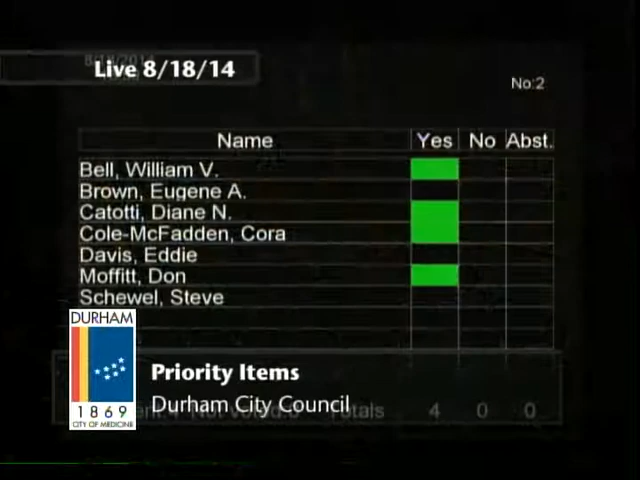 Live 8/18/14
No:2
Name Yes No Abst.
Bell, William V.
Brown, Eugene A.
Catotti, Diane N.
Cole-McFadden, Cora
Davis, Eddie
Moffitt, Don
Schewel, Steve
DURHAM
1869
CITY OF MEDICINE
Priority Items
Durham City Council
Totals 4 0 0